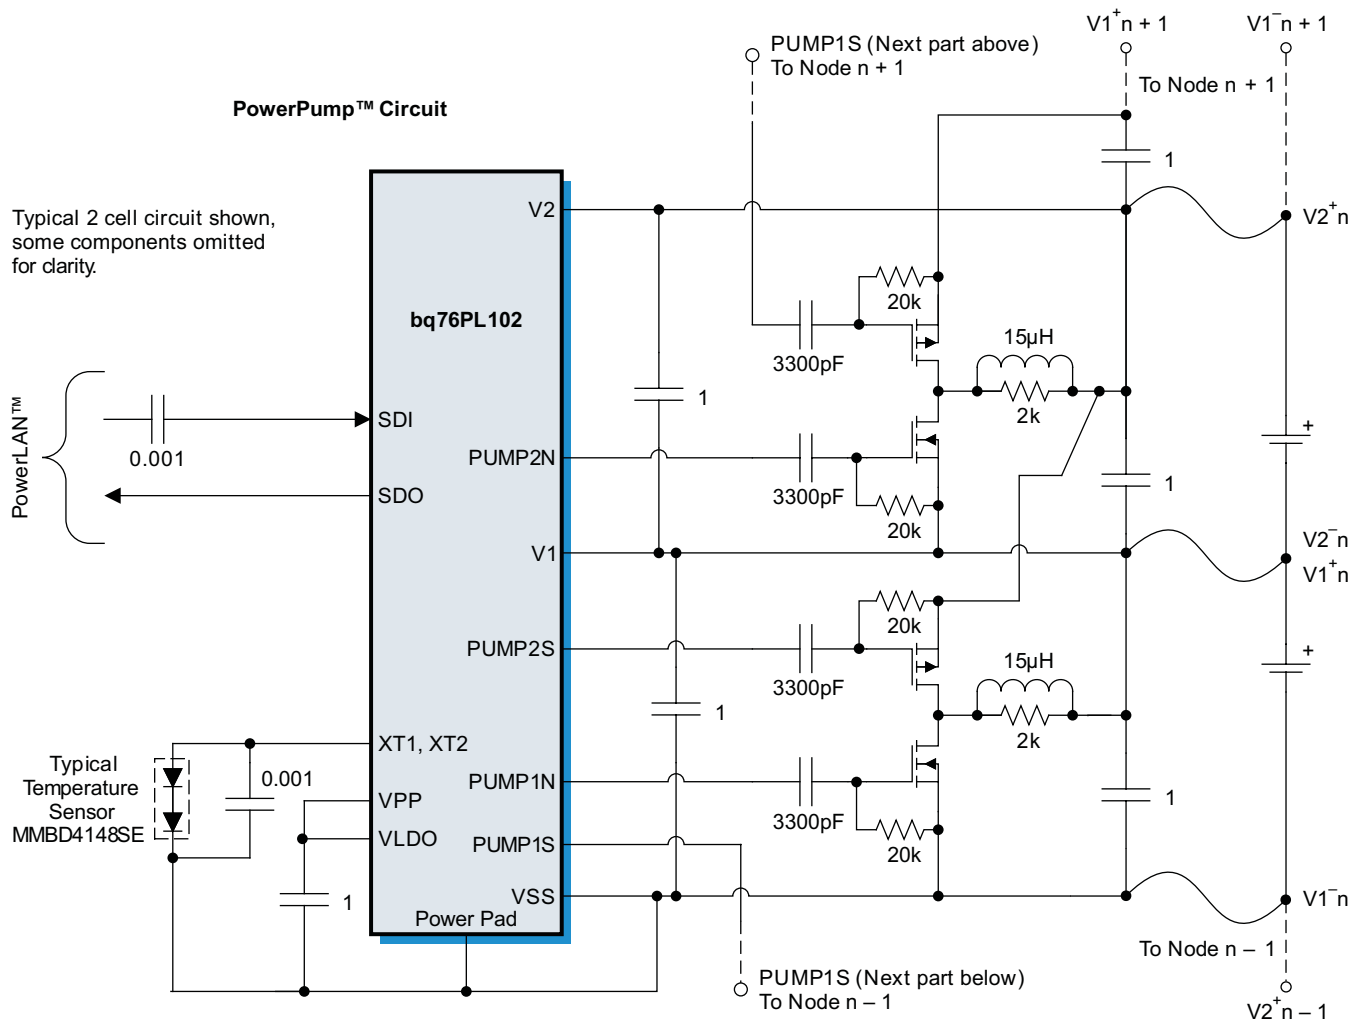 V1+n + 1
V1−n + 1
PUMP1S (Next part above)
To Node n + 1
To Node n + 1
PowerPump™ Circuit
1
Typical 2 cell circuit shown,
some components omitted
for clarity.
V2
V2+n
20k
bq76PL102
15µH
3300pF
2k
1
PowerLAN™
SDI
0.001
PUMP2N
+
SDO
3300pF
1
20k
V1
V2−n
V1+n
20k
PUMP2S
15µH
+
3300pF
1
2k
XT1, XT2
Typical
Temperature
Sensor
MMBD4148SE
0.001
PUMP1N
VPP
1
3300pF
VLDO
PUMP1S
20k
1
VSS
V1−n
Power Pad
To Node n – 1
PUMP1S (Next part below)
To Node n – 1
V2+n – 1